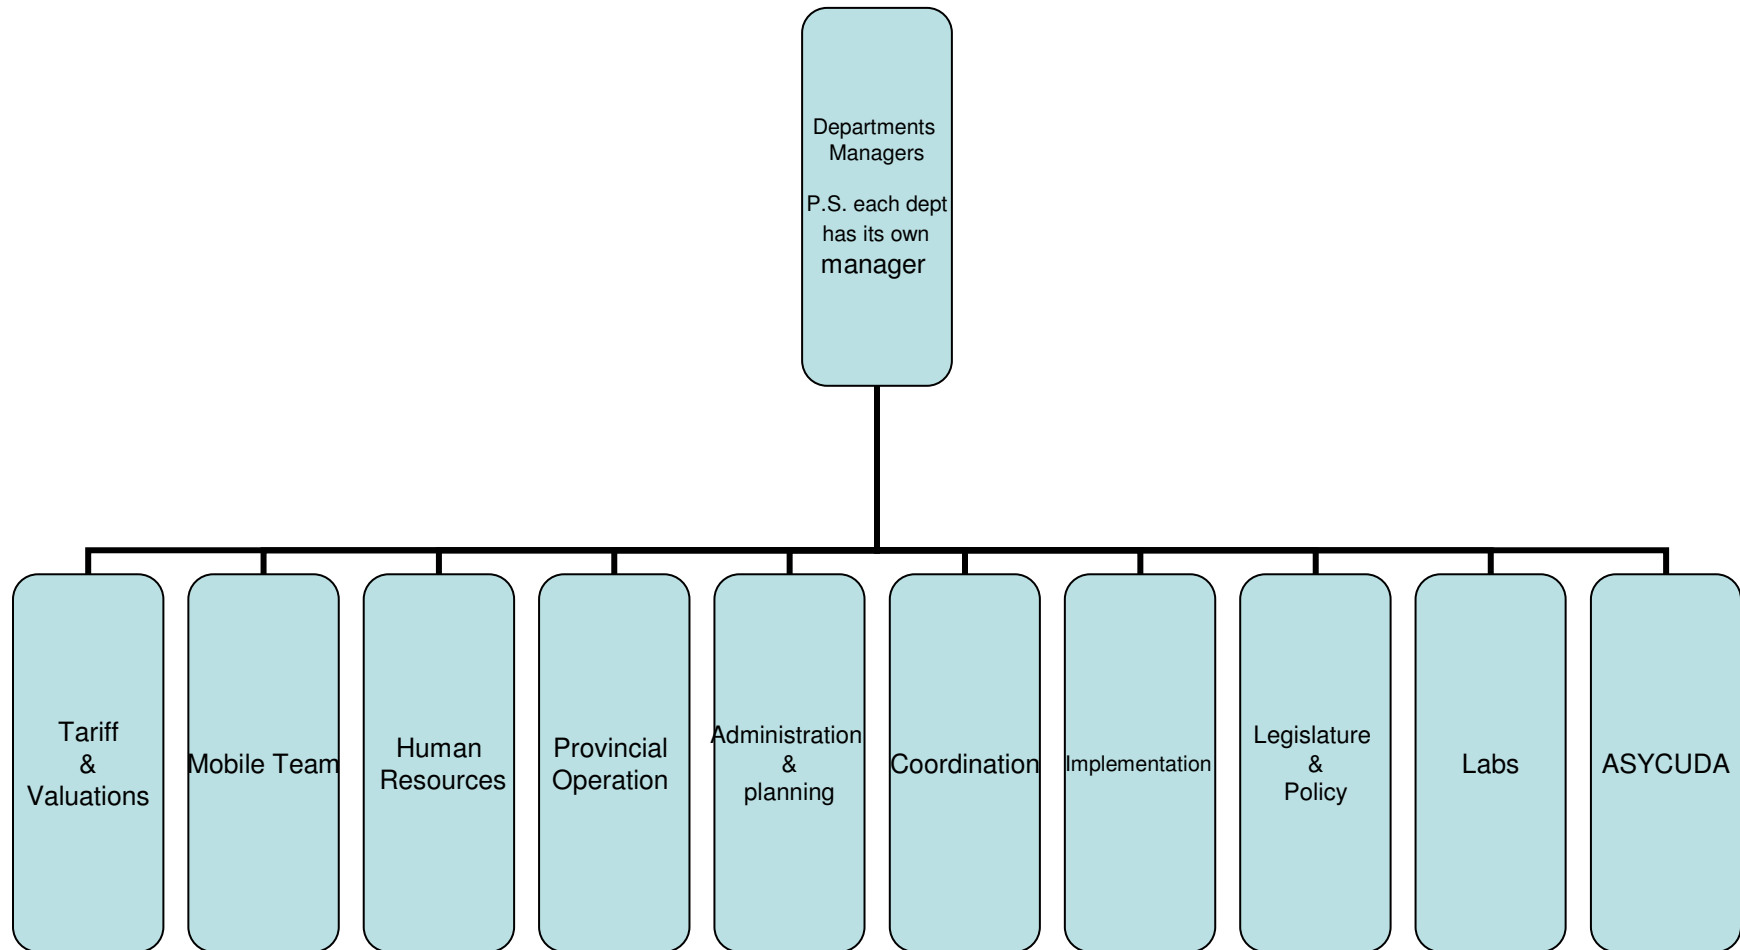 Departments
Managers
P.S. each dept
has its own
manager
Tariff
&
Valuations
Mobile Team
Human
Resources
Provincial
Operation
Administration
&
planning
Coordination
Implementation
Legislature
&
Policy
Labs
ASYCUDA